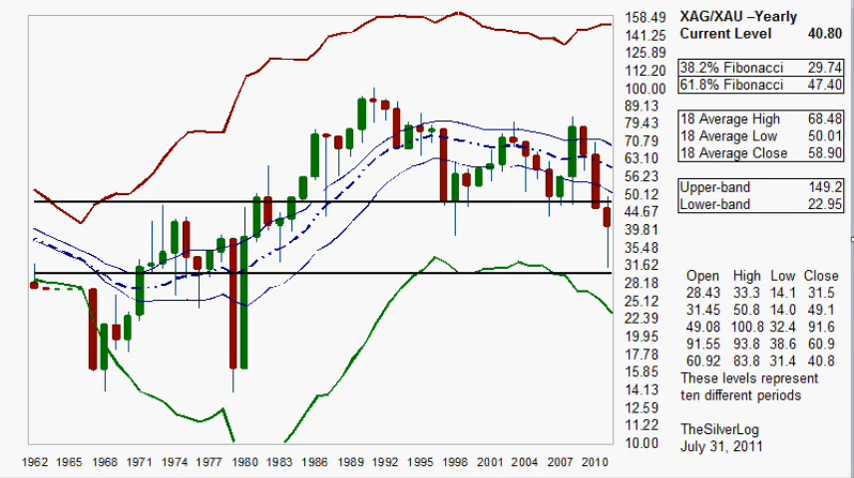 158.49
141.25
125.89
112.20
100.00
89.13
79.43
70.79
63.10
56.23
50.12
44.67
39.81
35.48
31.62
28.18
25.12
22.39
19.95
17.78
15.85
14.13
12.59
11.22
10.00
1962 1965 1968 1971 1974 1977 1980 1983 1986 1989 1992 1995 1998 2001 2004 2007 2010
XAG/XAU –Yearly
Current Level 40.80
38.2% Fibonacci 29.74
61.8% Fibonacci 47.40
18 Average High 68.48
18 Average Low 50.01
18 Average Close 58.90
Upper-band 149.2
Lower-band 22.95
Open High Low Close
28.43 33.3 14.1 31.5
31.45 50.8 14.0 49.1
49.08 100.8 32.4 91.6
91.55 93.8 38.6 60.9
60.92 83.8 31.4 40.8
These levels represent
ten different periods
TheSilverLog
July 31, 2011